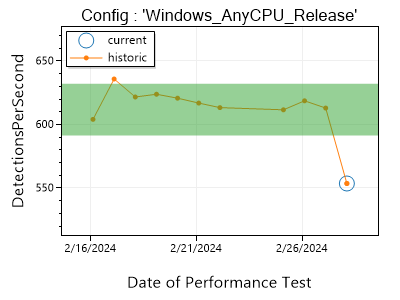 Config : 'Windows_AnyCPU_Release'
current
historic
DetectionsPerSecond
650
600
550
2/16/2024
2/21/2024
2/26/2024
Date of Performance Test